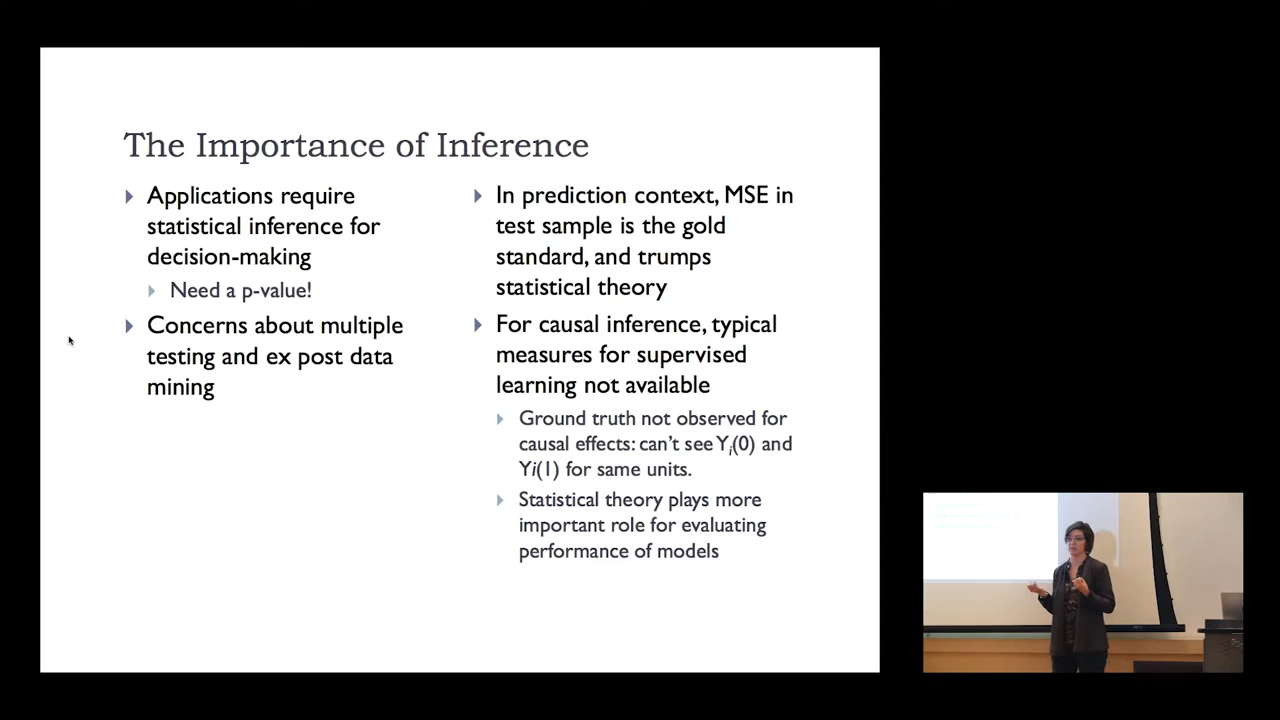 The Importance of Inference
Applications require
statistical inference for
decision-making
Need a p-value!
Concerns about multiple
testing and ex post data
mining
In prediction context, MSE in
test sample is the gold
standard, and trumps
statistical theory
For causal inference, typical
measures for supervised
learning not available
Ground truth not observed for
causal effects: can't see Yi(0) and
Yi(1) for same units.
Statistical theory plays more
important role for evaluating
performance of models